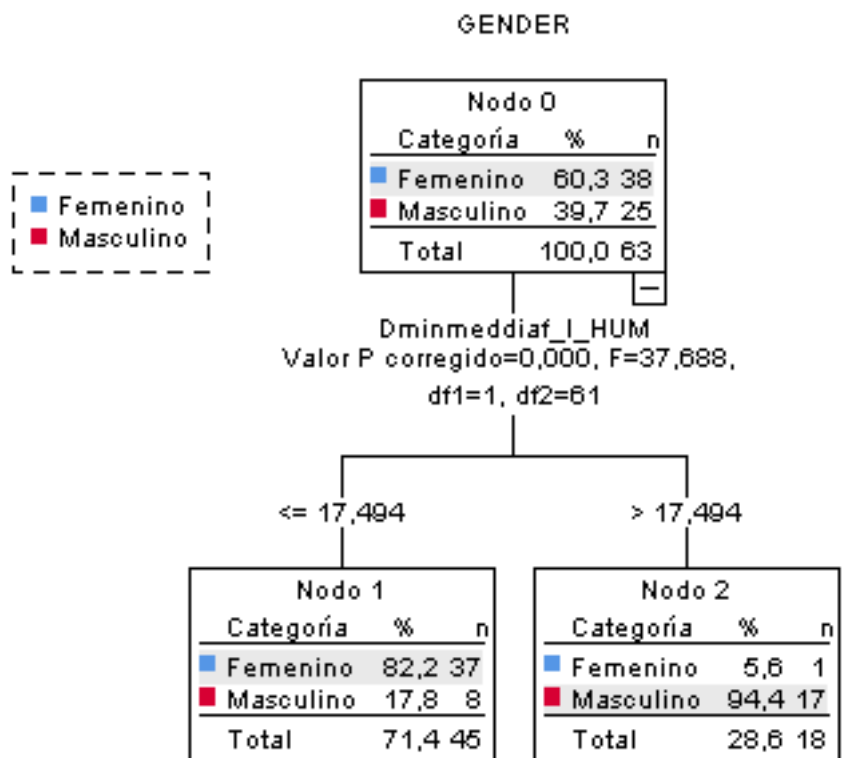 GENDER
Nodo 0
Categoría % n
Femenino 60,3 38
Masculino 39,7 25
Total 100,0 63
Femenino
Masculino
Dminmeddiaf_I_HUM
Valor P corregido=0,000, F=37,688,
df1=1, df2=61
<= 17,494
> 17,494
Nodo 1
Categoría % n
Femenino 82,2 37
Masculino 17,8 8
Total 71,4 45
Nodo 2
Categoría % n
Femenino 5,6 1
Masculino 94,4 17
Total 28,6 18